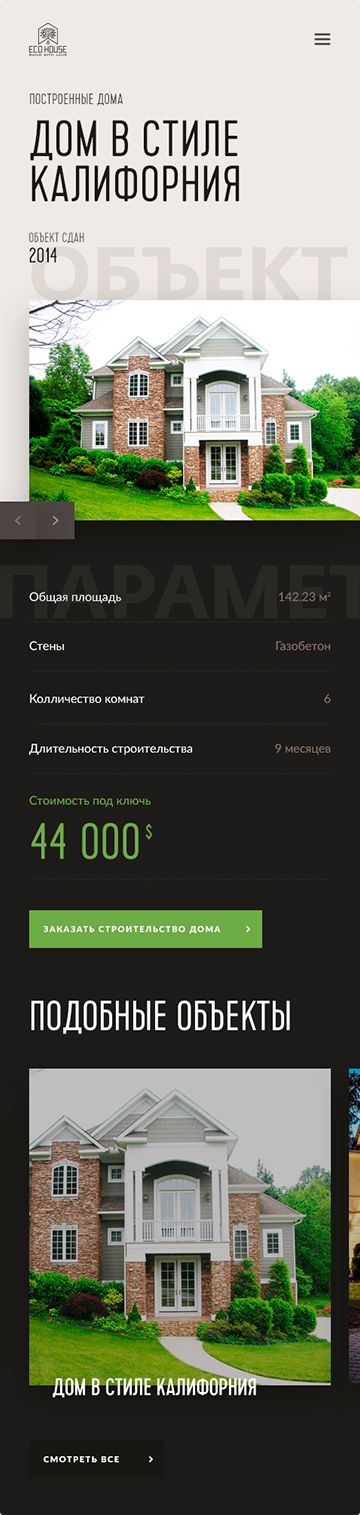 ECO HOUSE
BUILD WITH LOVE
ПОСТРОЕННЫЕ ДОМА
ДОМ В СТИЛЕ
КАЛИФОРНИЯ
ОБЪЕКТ СДАН
2014
ОБЪЕКТ
ПАРАМЕТ
Общая площадь 142.23 м²
Стены Газобетон
Колличество комнат 6
Длительность строительства 9 месяцев
Стоимость под ключь
44 000 $
ЗАКАЗАТЬ СТРОИТЕЛЬСТВО ДОМА >
ПОДОБНЫЕ ОБЪЕКТЫ
ДОМ В СТИЛЕ КАЛИФОРНИЯ
СМОТРЕТЬ ВСЕ >